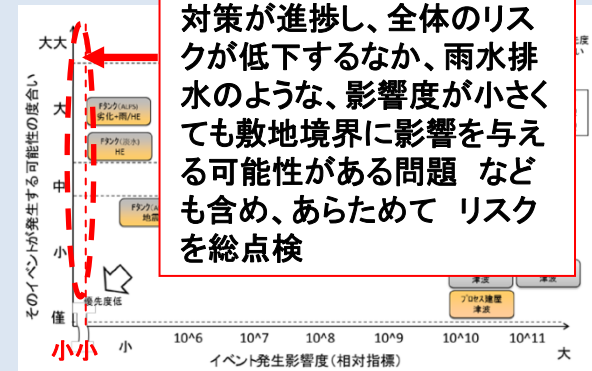 対策が進捗し、全体のリス
クが低下するなか、雨水排
水のような、影響度が小さく
ても敷地境界に影響を与え
る可能性がある問題　など
も含め、あらためて　リスク
を総点検
そのイベントが発生する可能性の度合い
大大
大
中
小
僅
Fタンク(ALPS)
劣化+雨/HE
Fタンク(淡水)
HE
Fタンク(A
地震
優先度低
津波
津波
プロセス建屋
津波
度
い
小小
小
10^6
10^7
10^8
10^9
10^10
10^11
大
イベント発生影響度（相対指標）